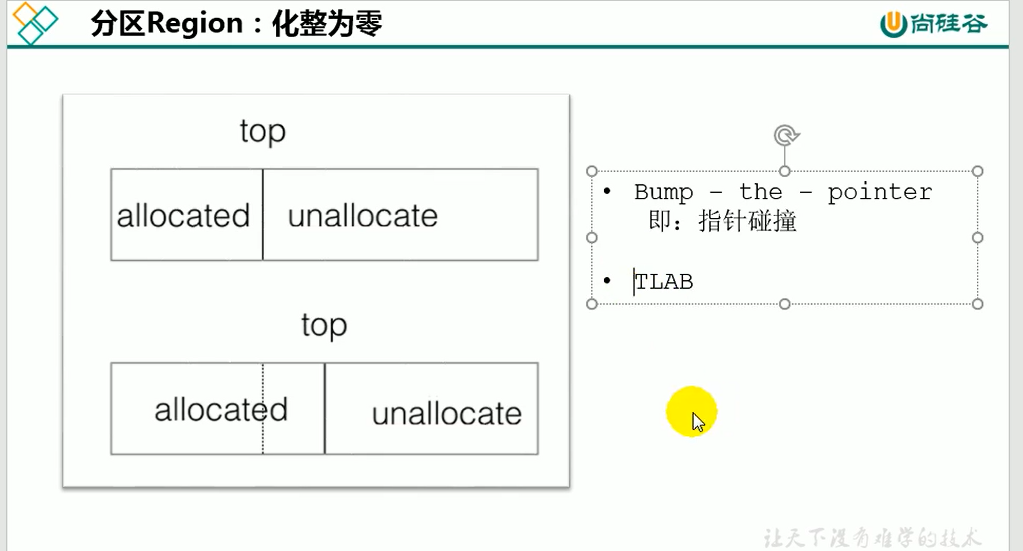 分区Region：化整为零
尚硅谷
top
allocated
unallocate
top
allocated
unallocate
• Bump – the – pointer
即：指针碰撞
• TLAB
让天下没有难学的技术